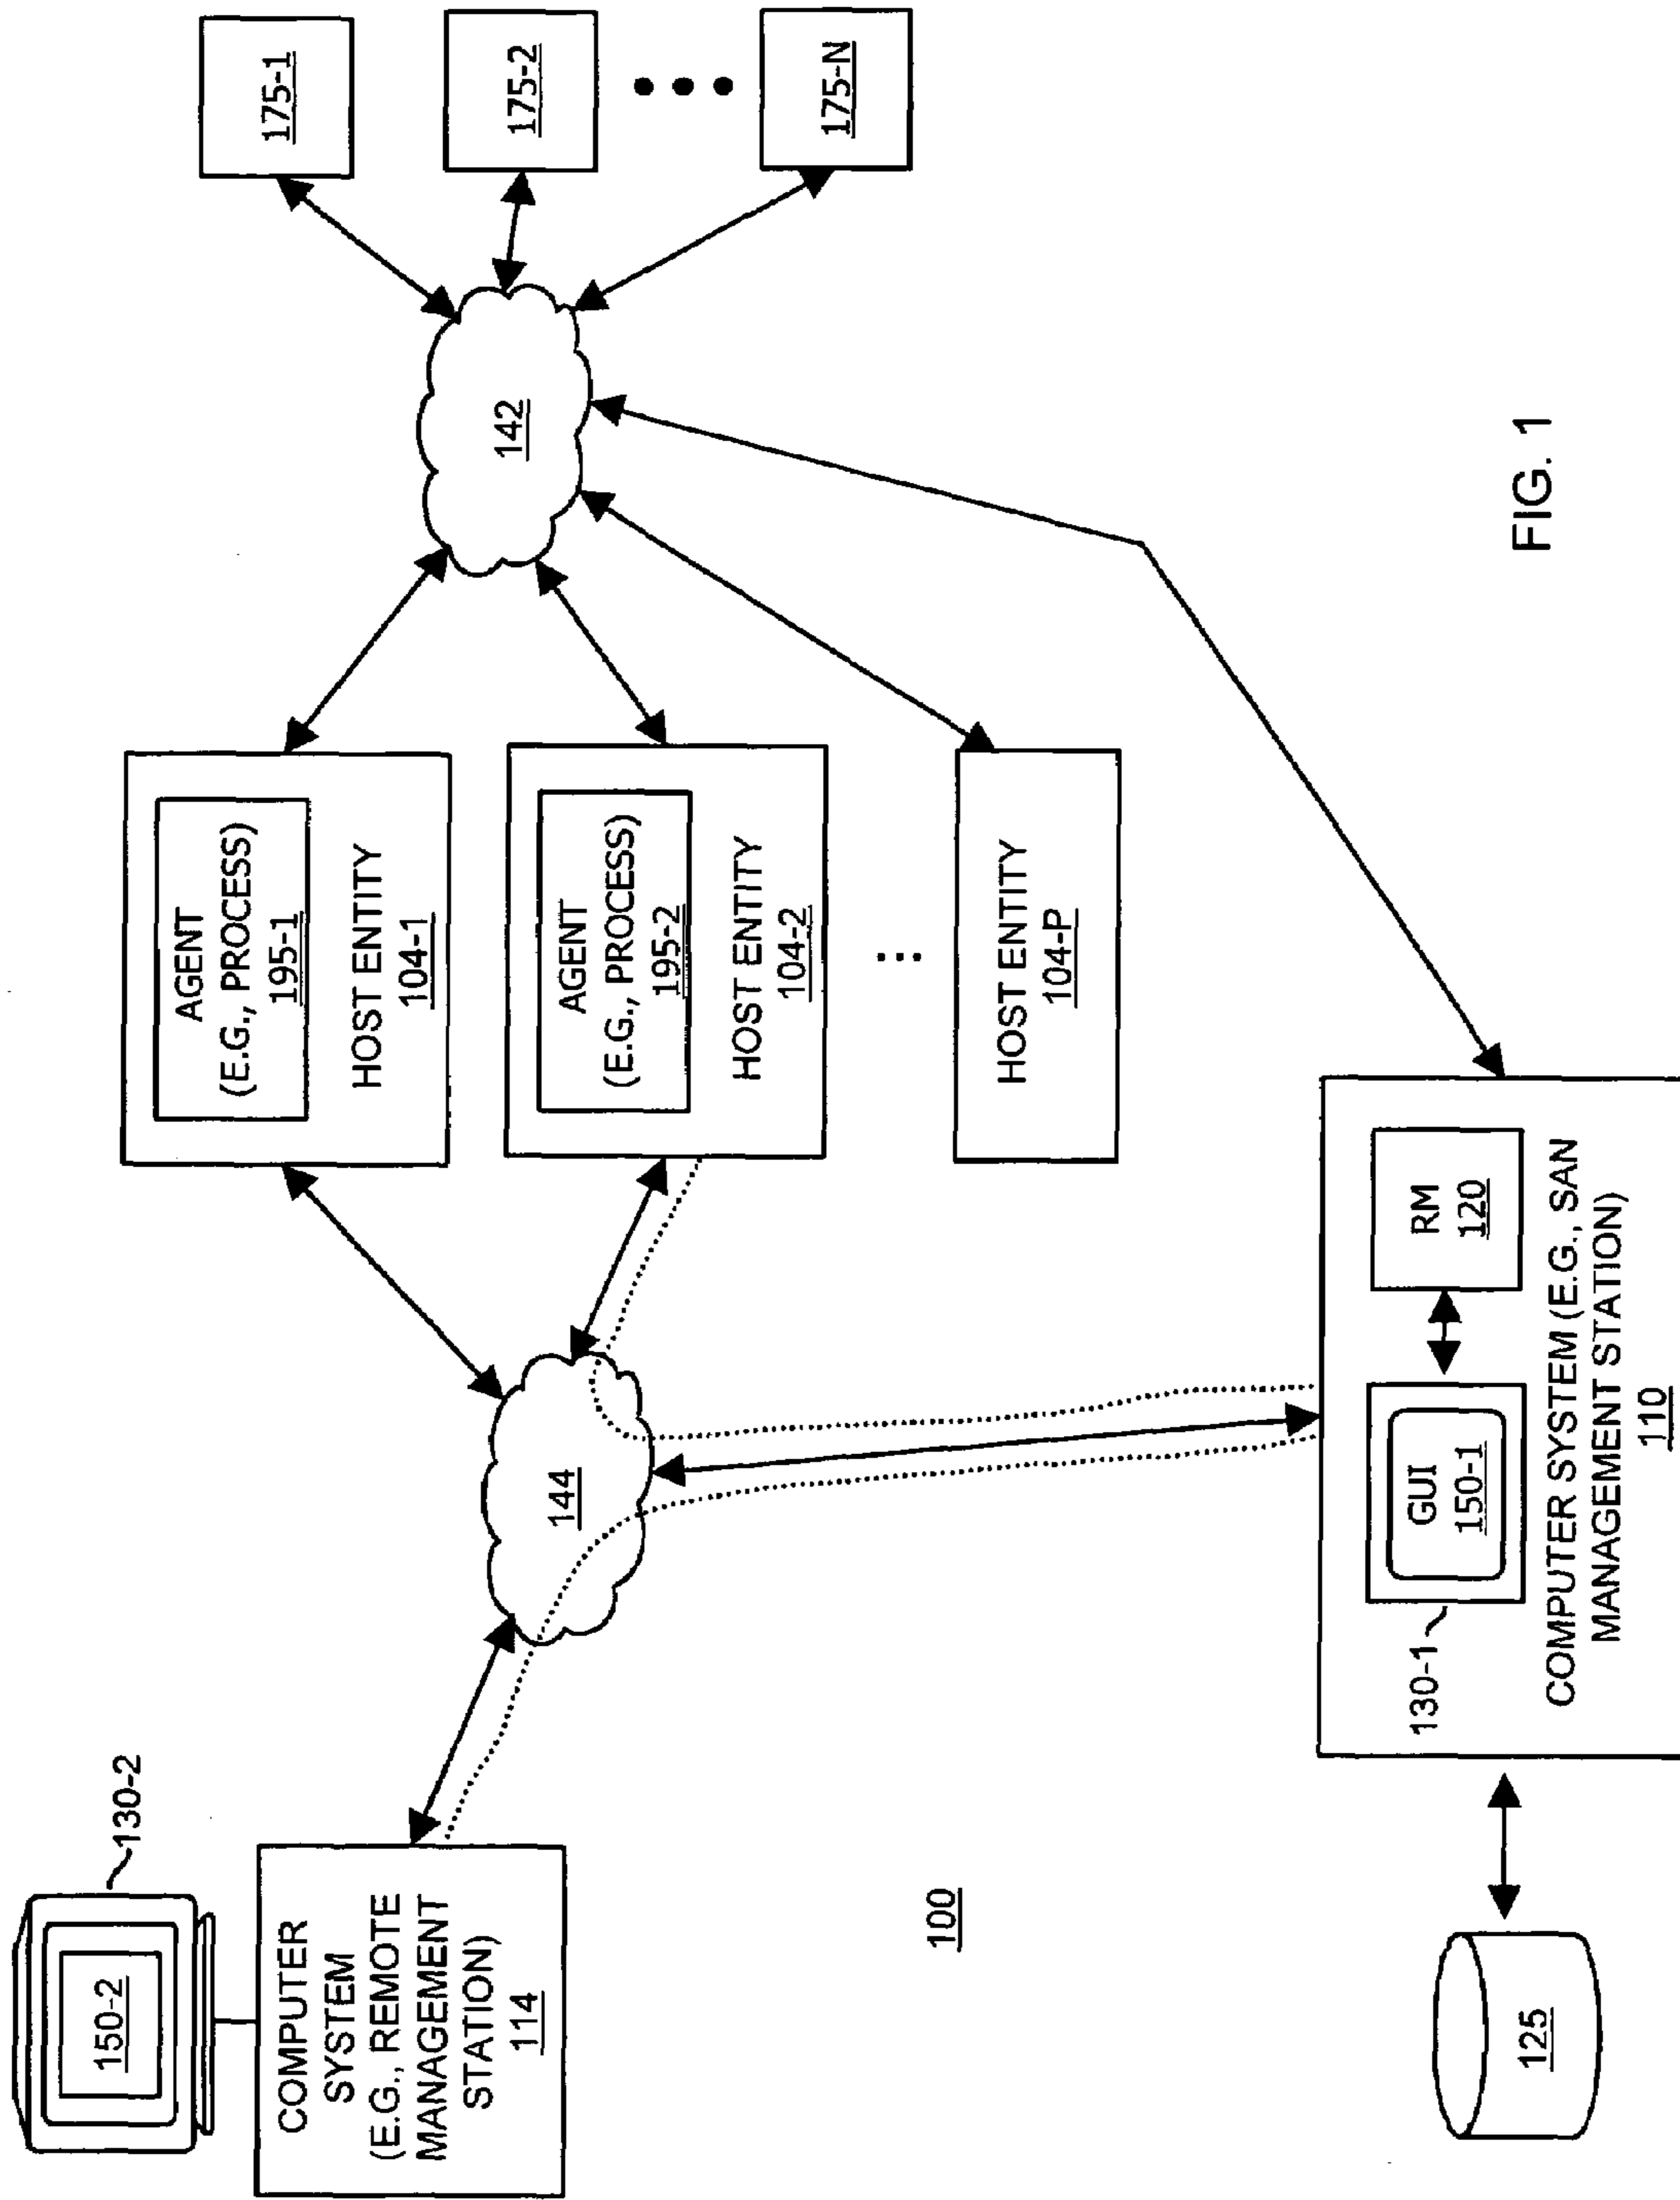 150-2
130-2
COMPUTER
SYSTEM
(E.G., REMOTE
MANAGEMENT
STATION)
114
144
AGENT
(E.G., PROCESS)
195-1
HOST ENTITY
104-1
AGENT
(E.G., PROCESS)
195-2
HOST ENTITY
104-2
HOST ENTITY
104-P
142
175-1
175-2
175-N
100
125
130-1
GUI
150-1
RM
120
COMPUTER SYSTEM (E.G., SAN
MANAGEMENT STATION)
110
FIG. 1